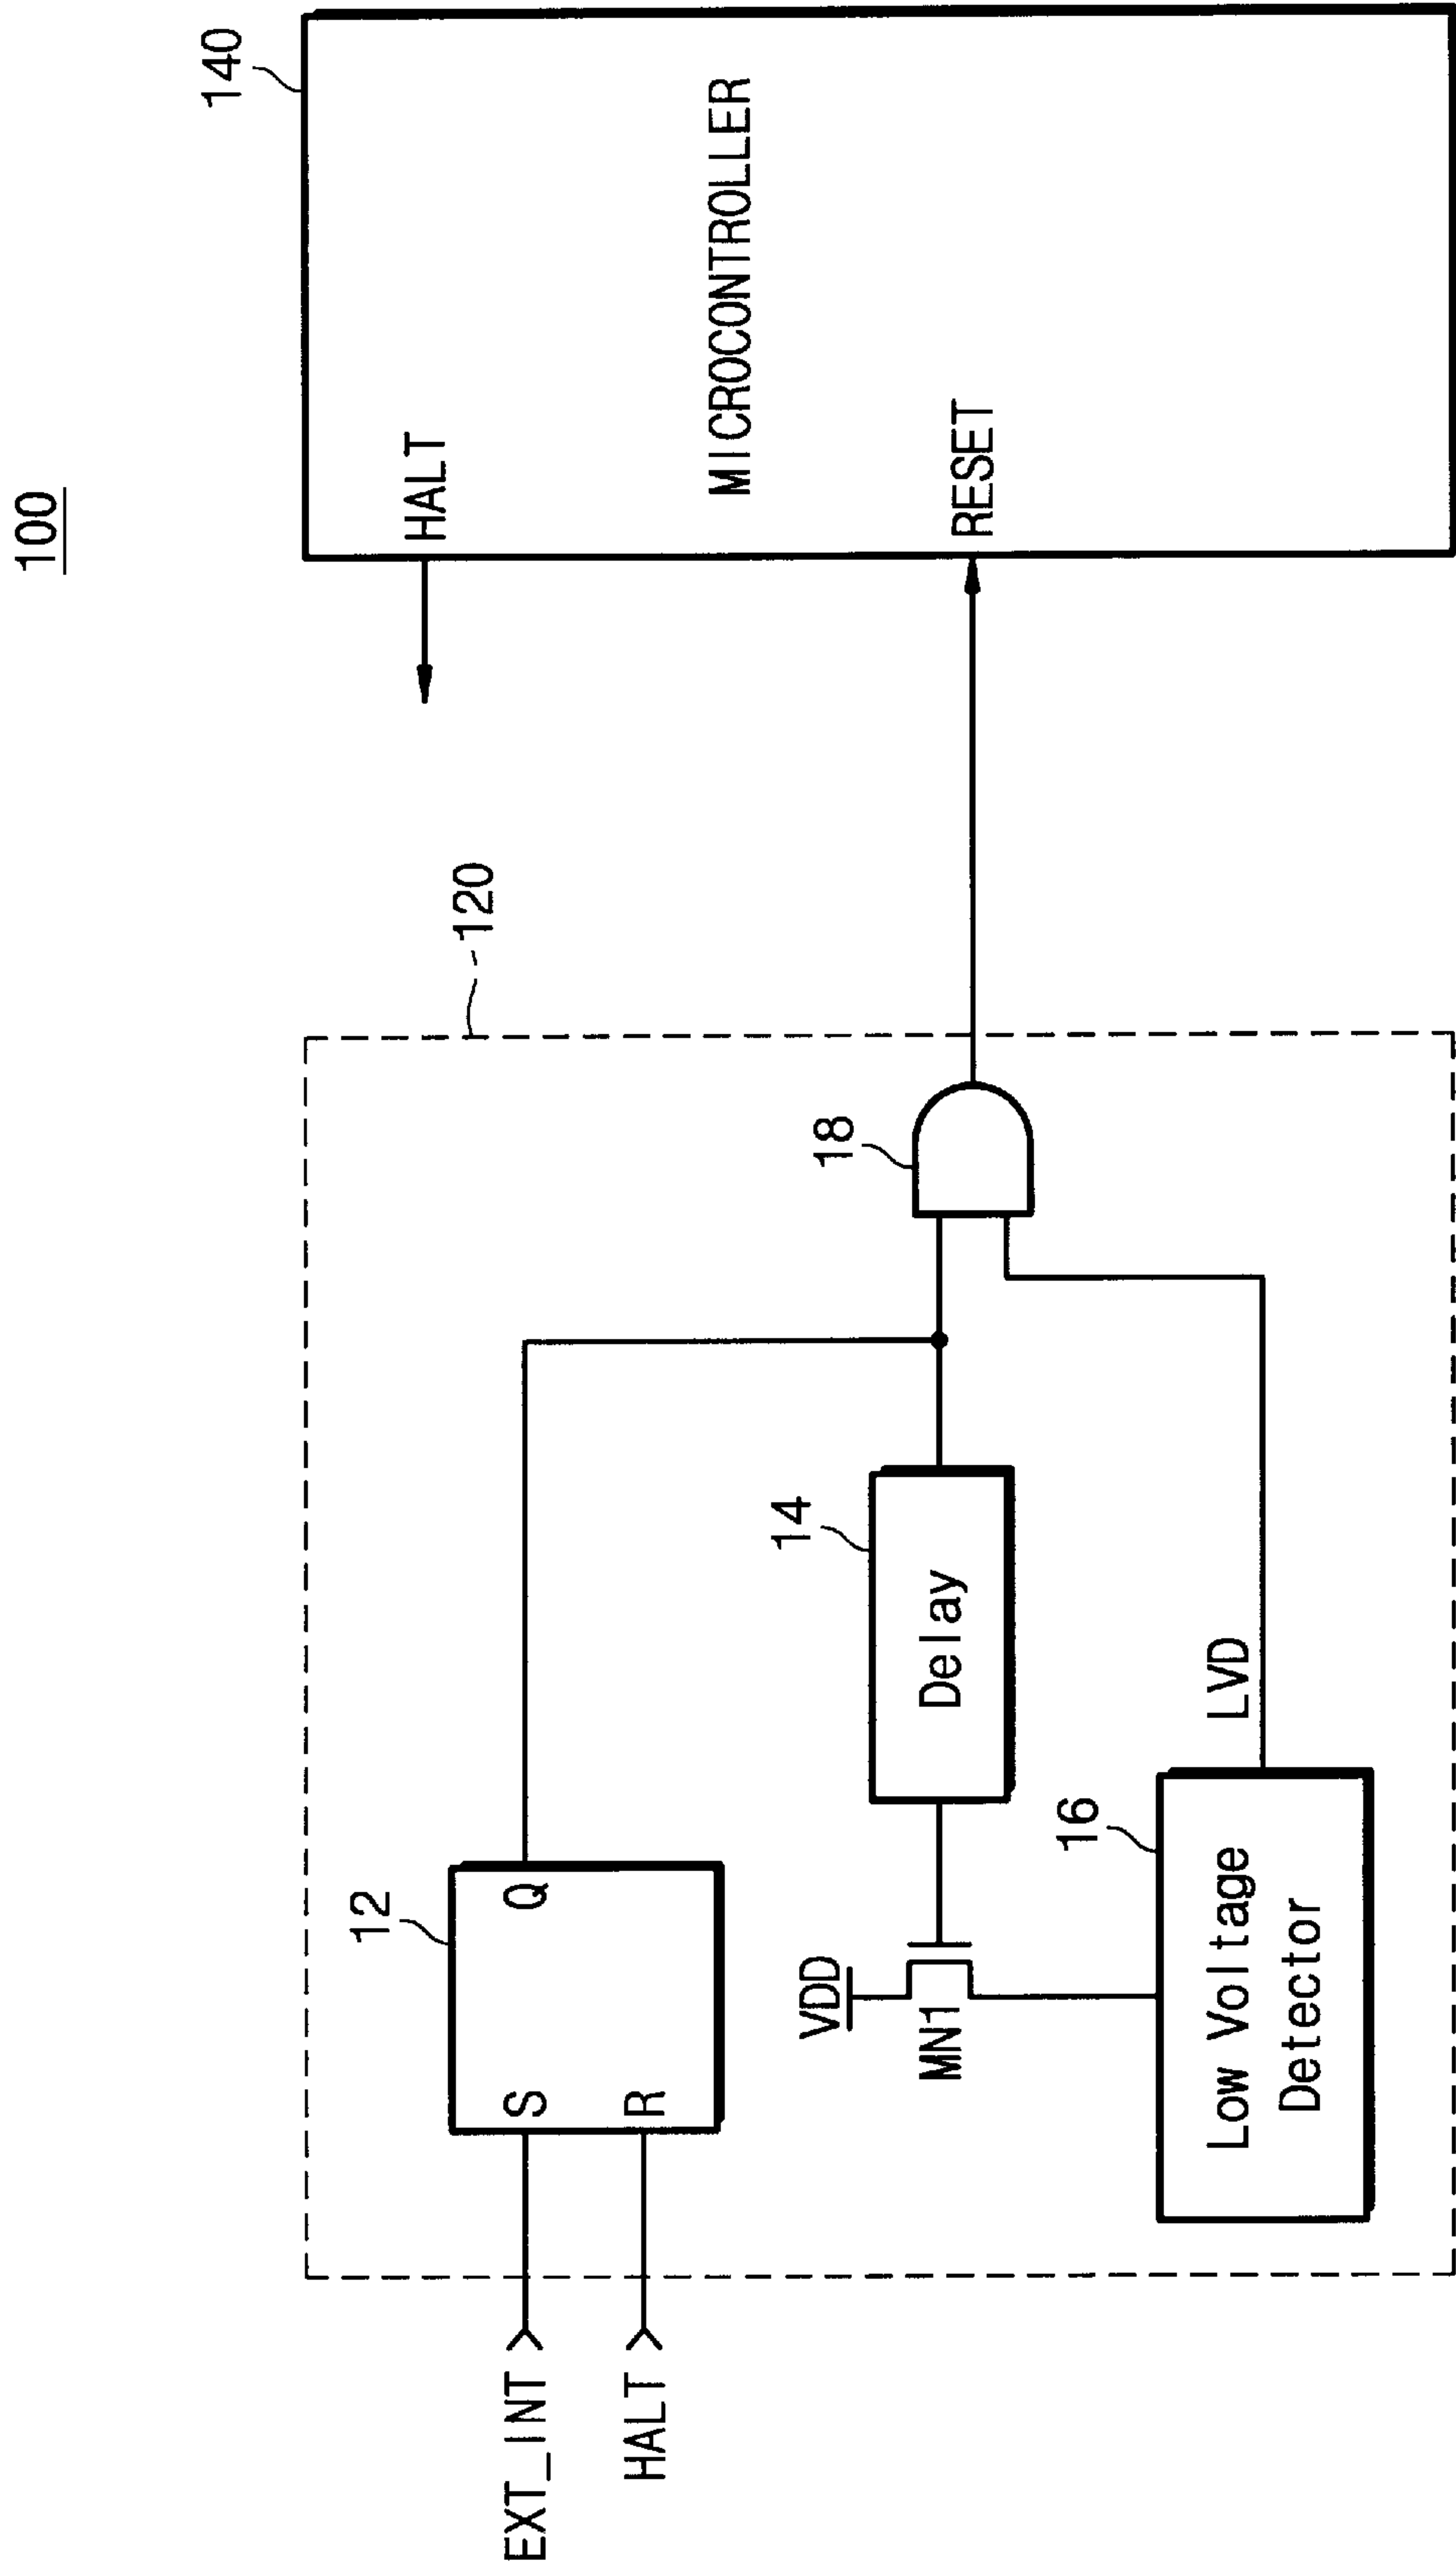 100
140
HALT
MICROCONTROLLER
RESET
120
EXT_INT
HALT
12
S
R
Q
18
14
Delay
VDD
MN1
16
Low Voltage
Detector
LVD